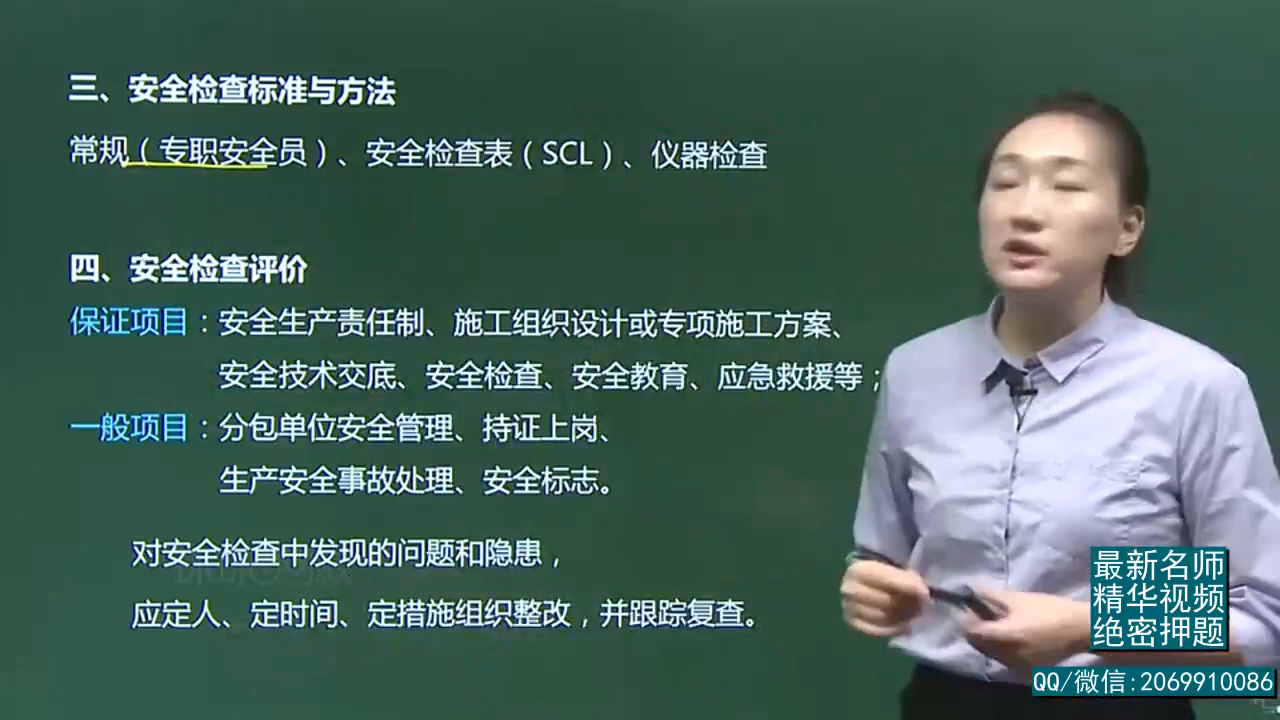 三、安全检查标准与方法
常规（专职安全员）、安全检查表（SCL）、仪器检查
四、安全检查评价
保证项目：安全生产责任制、施工组织设计或专项施工方案、
安全技术交底、安全检查、安全教育、应急救援等；
一般项目：分包单位安全管理、持证上岗、
生产安全事故处理、安全标志。
对安全检查中发现的问题和隐患，
应定人、定时间、定措施组织整改，并跟踪复查。
最新名师
精华视频
绝密押题
QQ/微信:2069910086